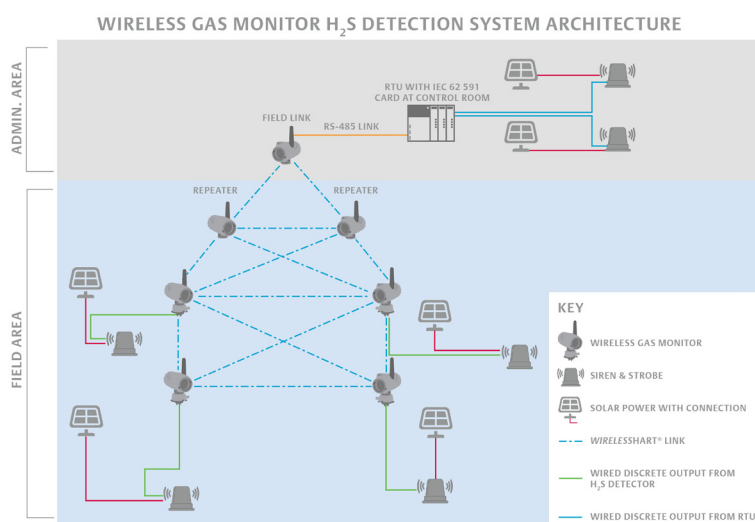 WIRELESS GAS MONITOR H₂S DETECTION SYSTEM ARCHITECTURE
ADMIN. AREA
RTU WITH IEC 62 591
CARD AT CONTROL ROOM
FIELD LINK
RS-485 LINK
FIELD AREA
REPEATER
REPEATER
KEY
WIRELESS GAS MONITOR
SIREN & STROBE
SOLAR POWER WITH CONNECTION
WIRELESSHART® LINK
WIRED DISCRETE OUTPUT FROM
H₂S DETECTOR
WIRED DISCRETE OUTPUT FROM RTU